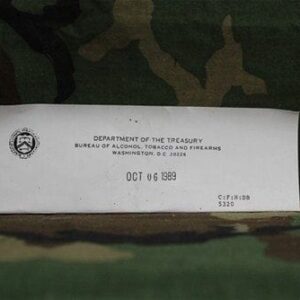 DEPARTMENT OF THE TREASURY
BUREAU OF ALCOHOL, TOBACCO AND FIREARMS
WASHINGTON, D.C. 20226
OCT 06 1989
C:F:N:DB
5320